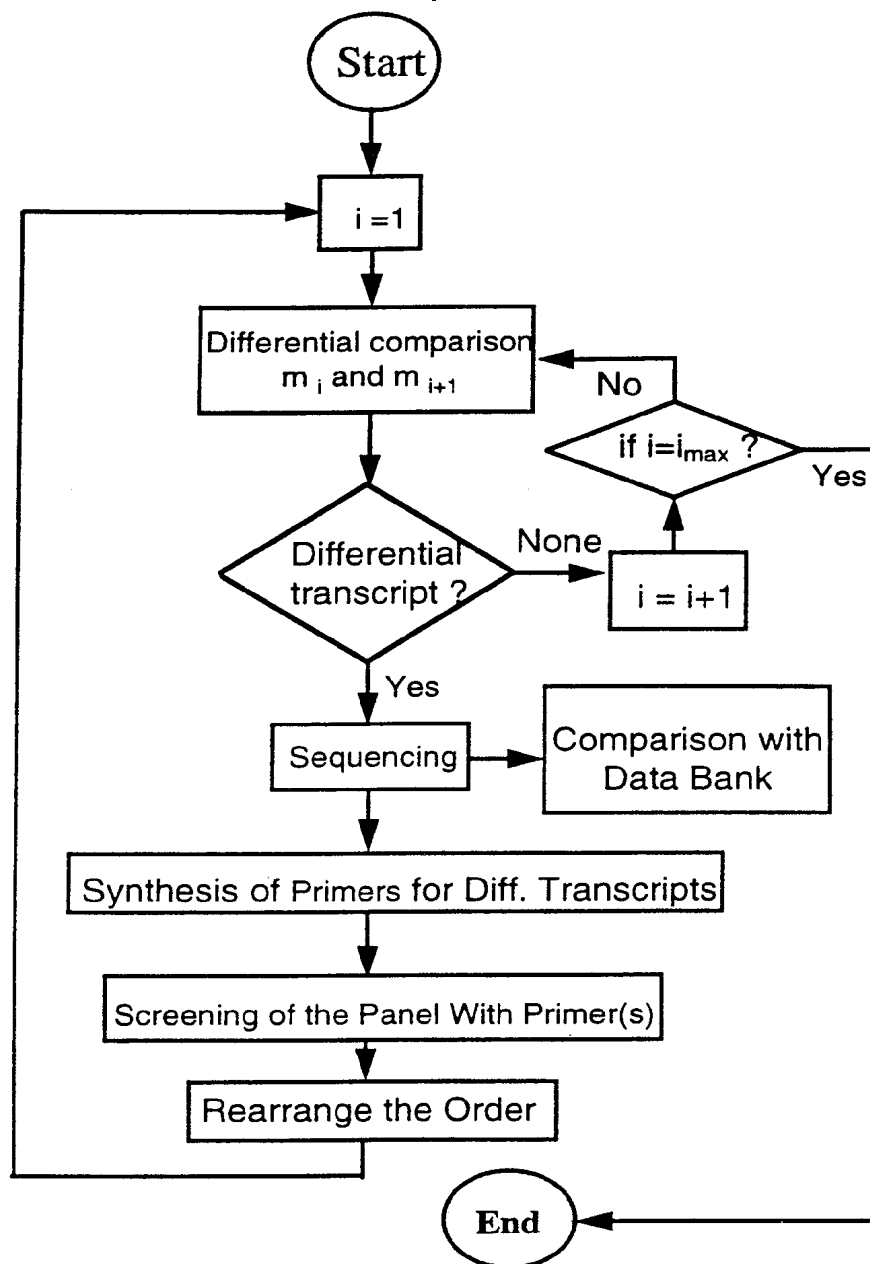 Start
i =1
Differential comparison
m i and m i+1
No
if i=imax ?
Yes
Differential
transcript ?
None
i = i+1
Yes
Sequencing
Comparison with
Data Bank
Synthesis of Primers for Diff. Transcripts
Screening of the Panel With Primer(s)
Rearrange the Order
End